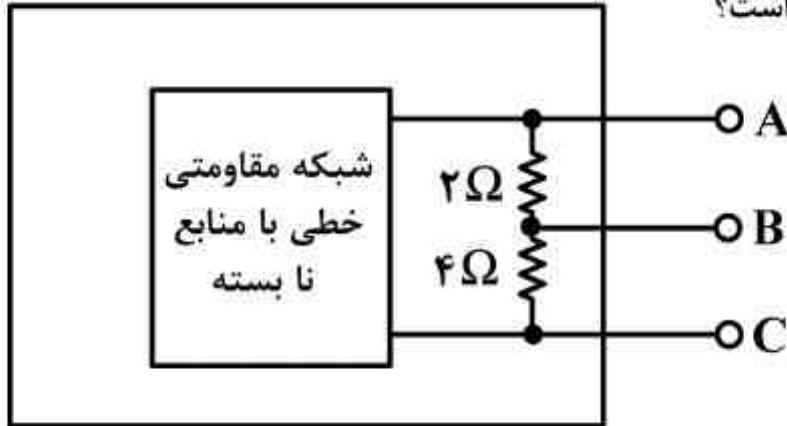 است؟
A
شبکه مقاومتی
۲Ω
خطی با منابع
B
نا بسته
۴Ω
C